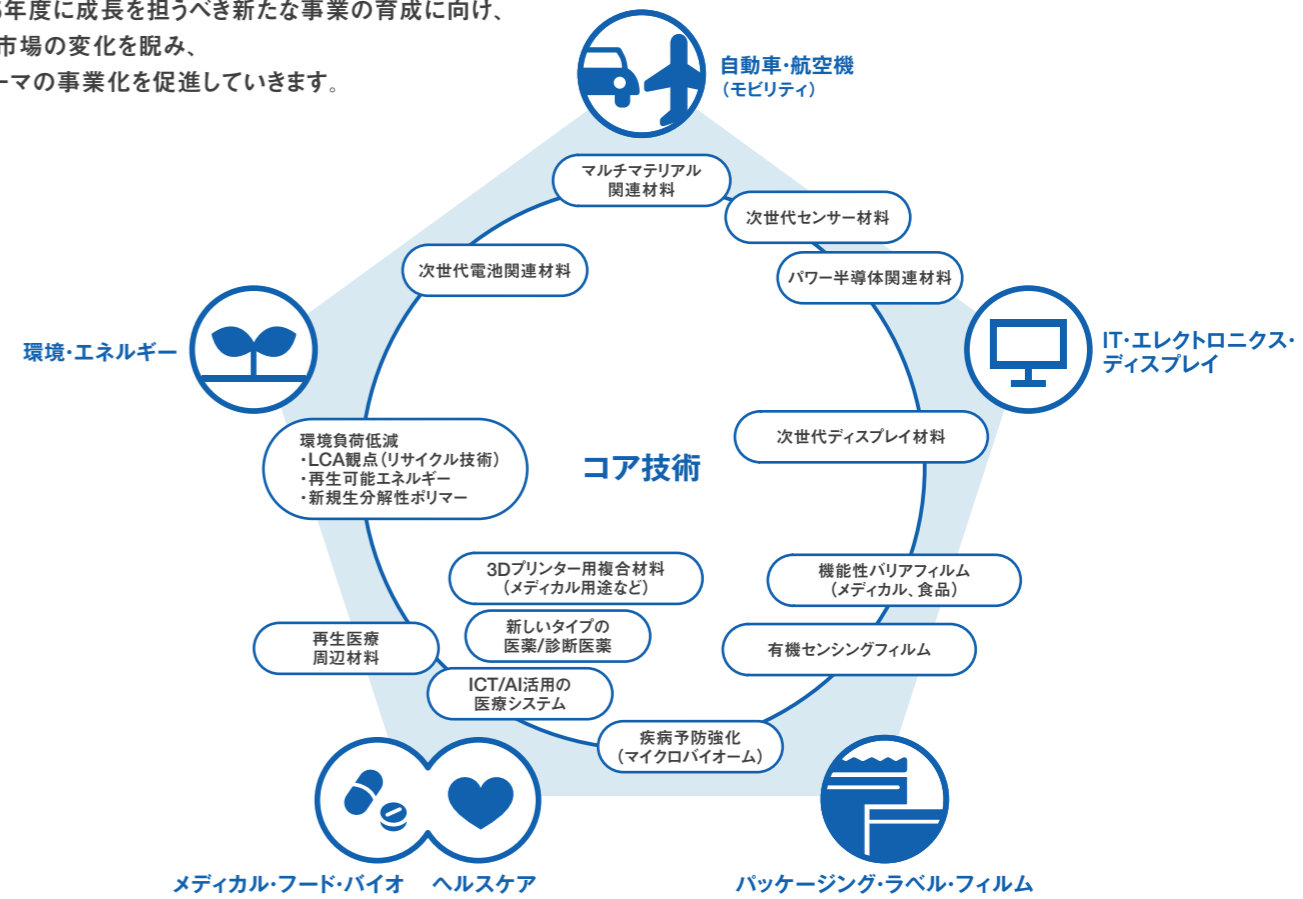 年度に成長を担うべき新たな事業の育成に向け、
市場の変化を睨み、
ーマの事業化を促進していきます。
自動車・航空機
（モビリティ）
マルチマテリアル
関連材料
次世代センサー材料
次世代電池関連材料
パワー半導体関連材料
環境・エネルギー
IT・エレクトロニクス・
ディスプレイ
環境負荷低減
・LCA観点（リサイクル技術）
・再生可能エネルギー
・新規生分解性ポリマー
コア技術
次世代ディスプレイ材料
3Dプリンター用複合材料
（メディカル用途など）
機能性バリアフィルム
（メディカル、食品）
新しいタイプの
医薬/診断医薬
再生医療
周辺材料
有機センシングフィルム
ICT/AI活用の
医療システム
疾病予防強化
（マイクロバイオーム）
メディカル・フード・バイオ
ヘルスケア
パッケージング・ラベル・フィルム